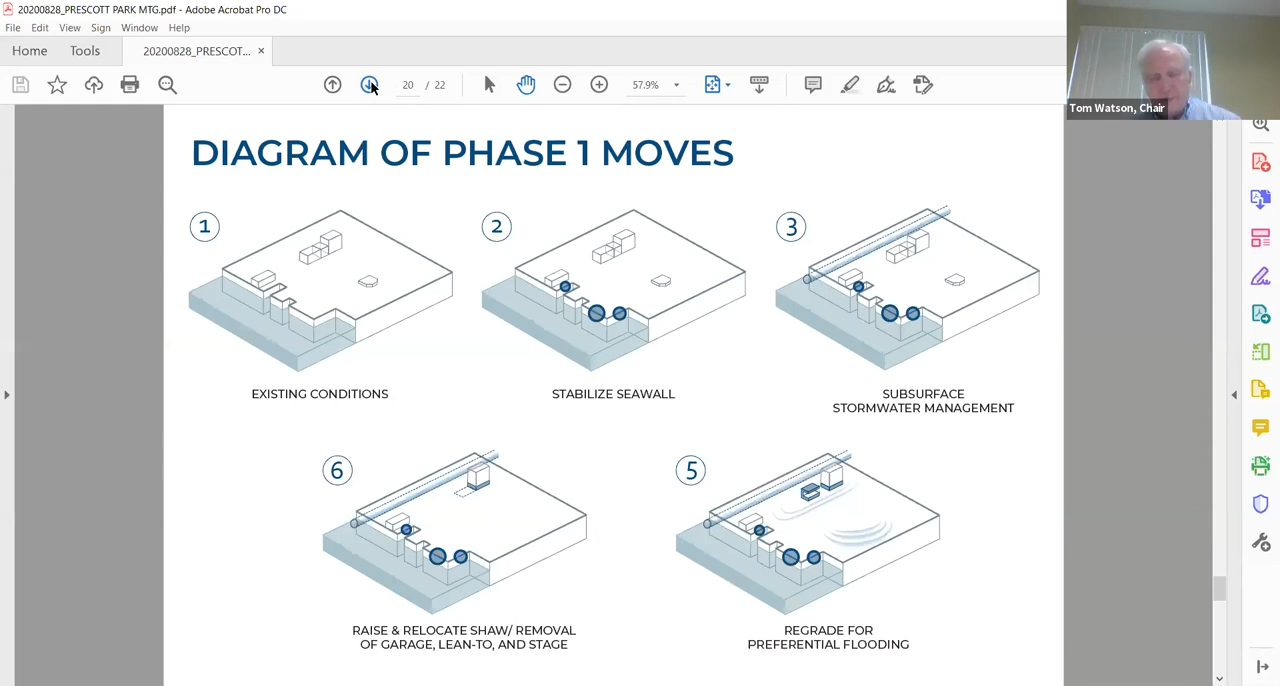 20200828_PRESCOTT PARK MTG.pdf - Adobe Acrobat Pro DC
File Edit View Sign Window Help
Home Tools 20200828_PRESCOT... ×
20 / 22 57.9%
Tom Watson, Chair
DIAGRAM OF PHASE 1 MOVES
1
2
3
EXISTING CONDITIONS
STABILIZE SEAWALL
SUBSURFACE
STORMWATER MANAGEMENT
6
5
RAISE & RELOCATE SHAW/ REMOVAL
OF GARAGE, LEAN-TO, AND STAGE
REGRADE FOR
PREFERENTIAL FLOODING